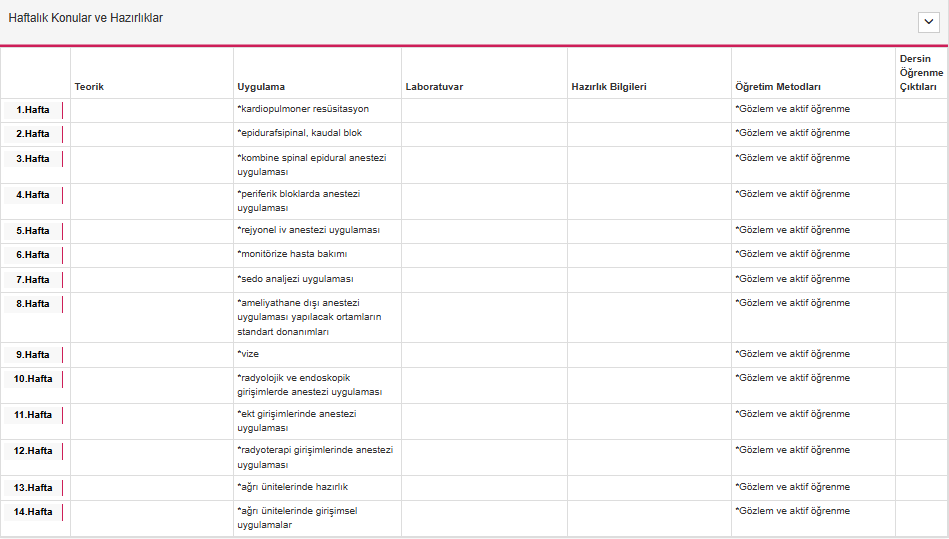 Haftalık Konular ve Hazırlıklar
Teorik Uygulama Laboratuvar Hazırlık Bilgileri Öğretim Metodları Dersin Öğrenme Çıktıları
1.Hafta *kardiopulmoner resüsitasyon *Gözlem ve aktif öğrenme
2.Hafta *epidurafsipinal, kaudal blok *Gözlem ve aktif öğrenme
3.Hafta *kombine spinal epidural anestezi *Gözlem ve aktif öğrenme
uygulaması
4.Hafta *periferik bloklarda anestezi *Gözlem ve aktif öğrenme
uygulaması
5.Hafta *rejyonel iv anestezi uygulaması *Gözlem ve aktif öğrenme
6.Hafta *monitörize hasta bakımı *Gözlem ve aktif öğrenme
7.Hafta *sedo analjezi uygulaması *Gözlem ve aktif öğrenme
8.Hafta *ameliyathane dışı anestezi *Gözlem ve aktif öğrenme
uygulaması yapılacak ortamların
standart donanımları
9.Hafta *vize *Gözlem ve aktif öğrenme
10.Hafta *radyolojik ve endoskopik *Gözlem ve aktif öğrenme
girişimlerde anestezi uygulaması
11.Hafta *ekt girişimlerinde anestezi *Gözlem ve aktif öğrenme
uygulaması
12.Hafta *radyoterapi girişimlerinde anestezi *Gözlem ve aktif öğrenme
uygulaması
13.Hafta *ağrı ünitelerinde hazırlık *Gözlem ve aktif öğrenme
14.Hafta *ağrı ünitelerinde girişimsel *Gözlem ve aktif öğrenme
uygulamalar